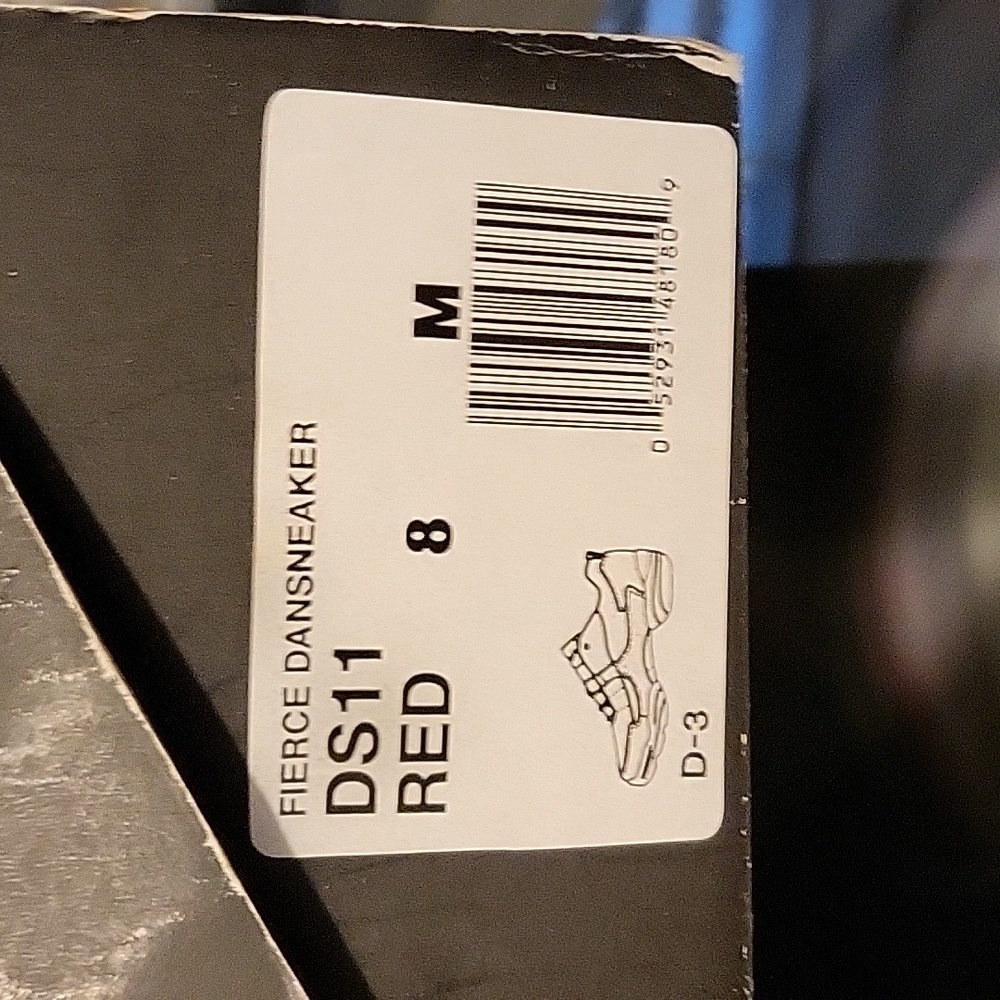 FIERCE DANSNEAKER
DS11
RED 8 M
0 52931 48180 9
D-3